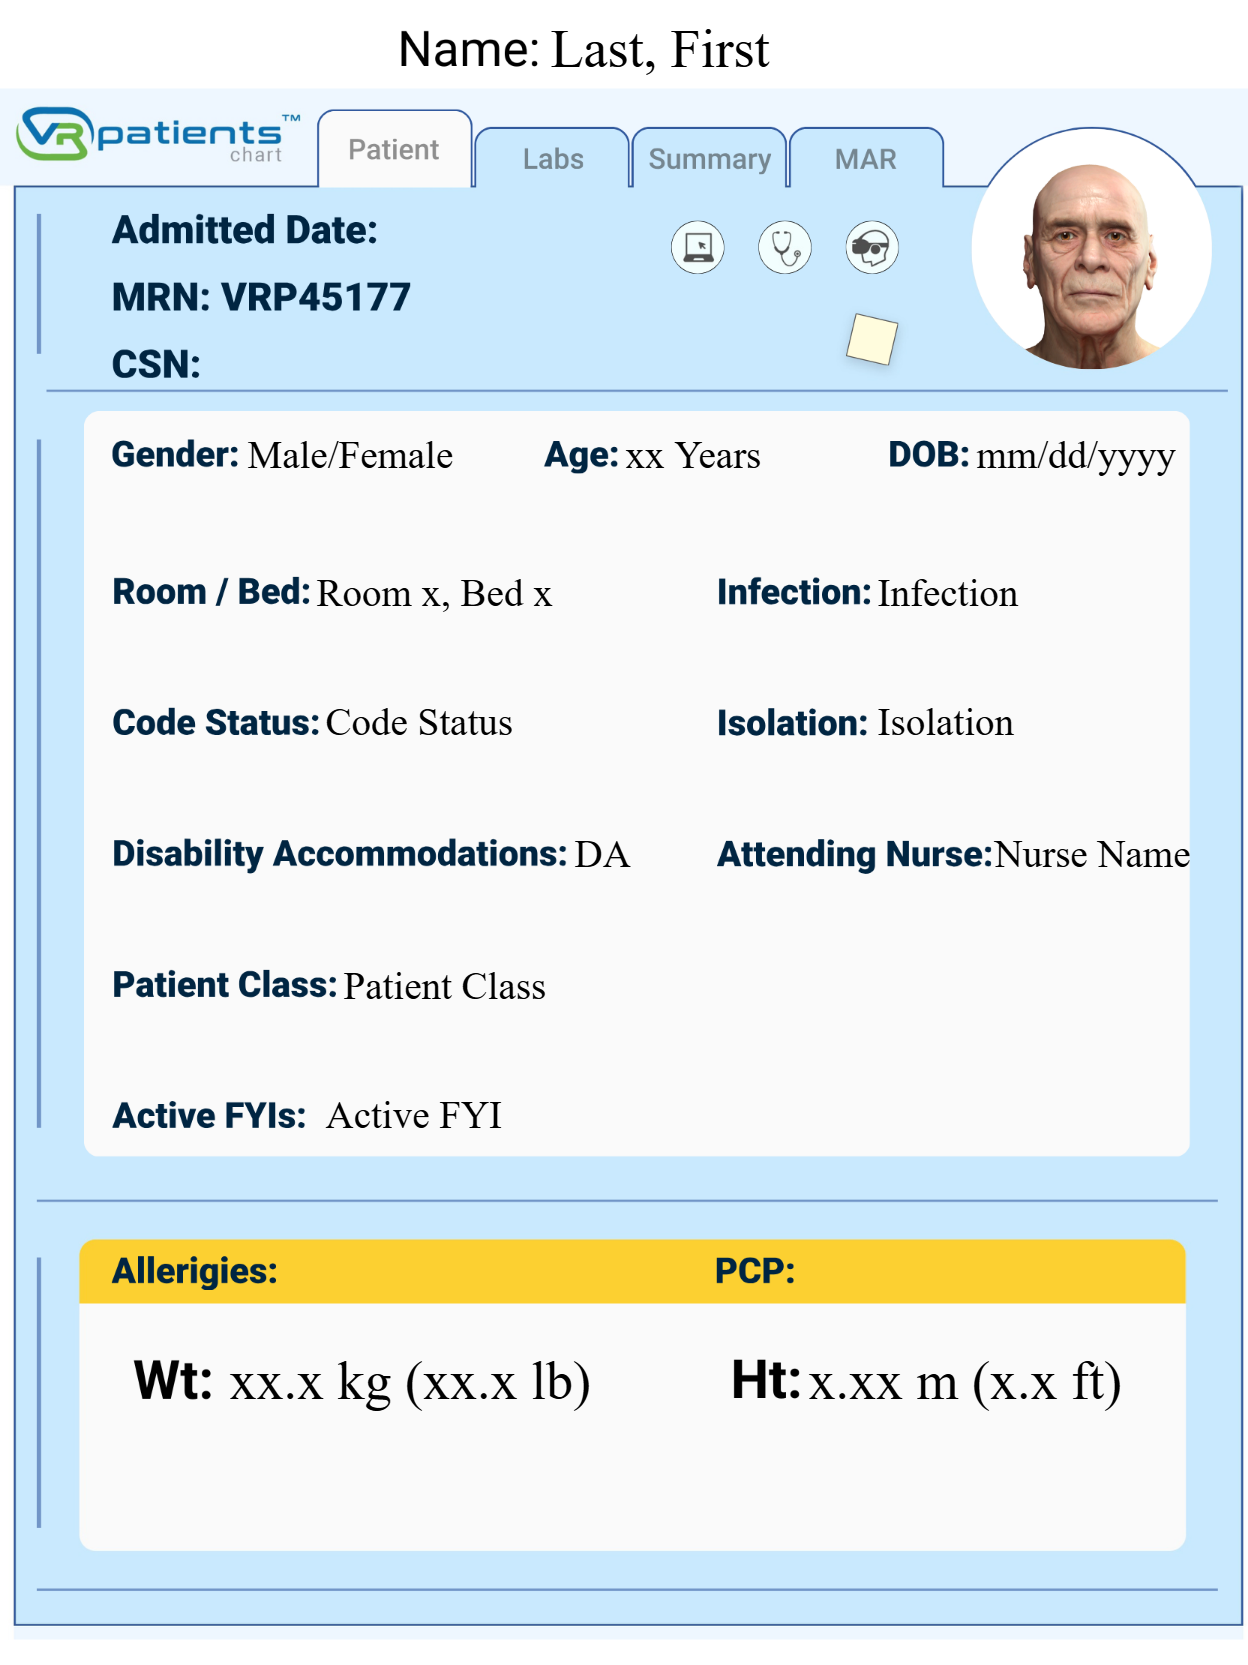 Name: Last, First
VRpatients™
chart
Patient
Labs
Summary
MAR
Admitted Date:
MRN: VRP45177
CSN:
Gender: Male/Female Age: xx Years DOB: mm/dd/yyyy
Room / Bed: Room x, Bed x Infection: Infection
Code Status: Code Status Isolation: Isolation
Disability Accommodations: DA Attending Nurse: Nurse Name
Patient Class: Patient Class
Active FYIs: Active FYI
Allerigies: PCP:
Wt: xx.x kg (xx.x lb) Ht: x.xx m (x.x ft)